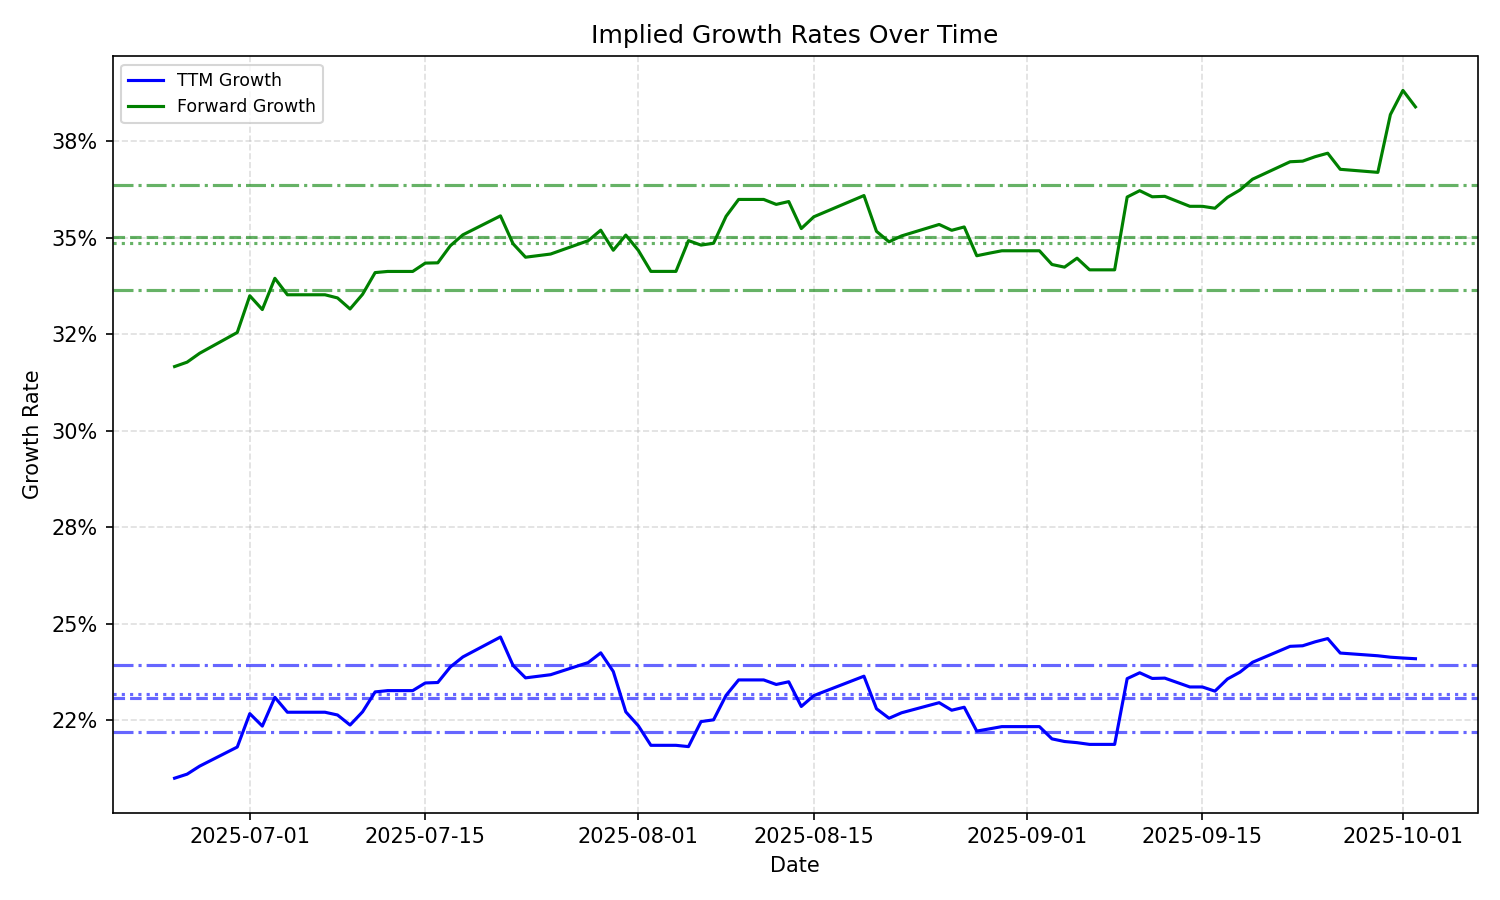 Implied Growth Rates Over Time
TTM Growth
Forward Growth
38%
35%
32%
30%
28%
25%
22%
Growth Rate
2025-07-01
2025-07-15
2025-08-01
2025-08-15
2025-09-01
2025-09-15
2025-10-01
Date